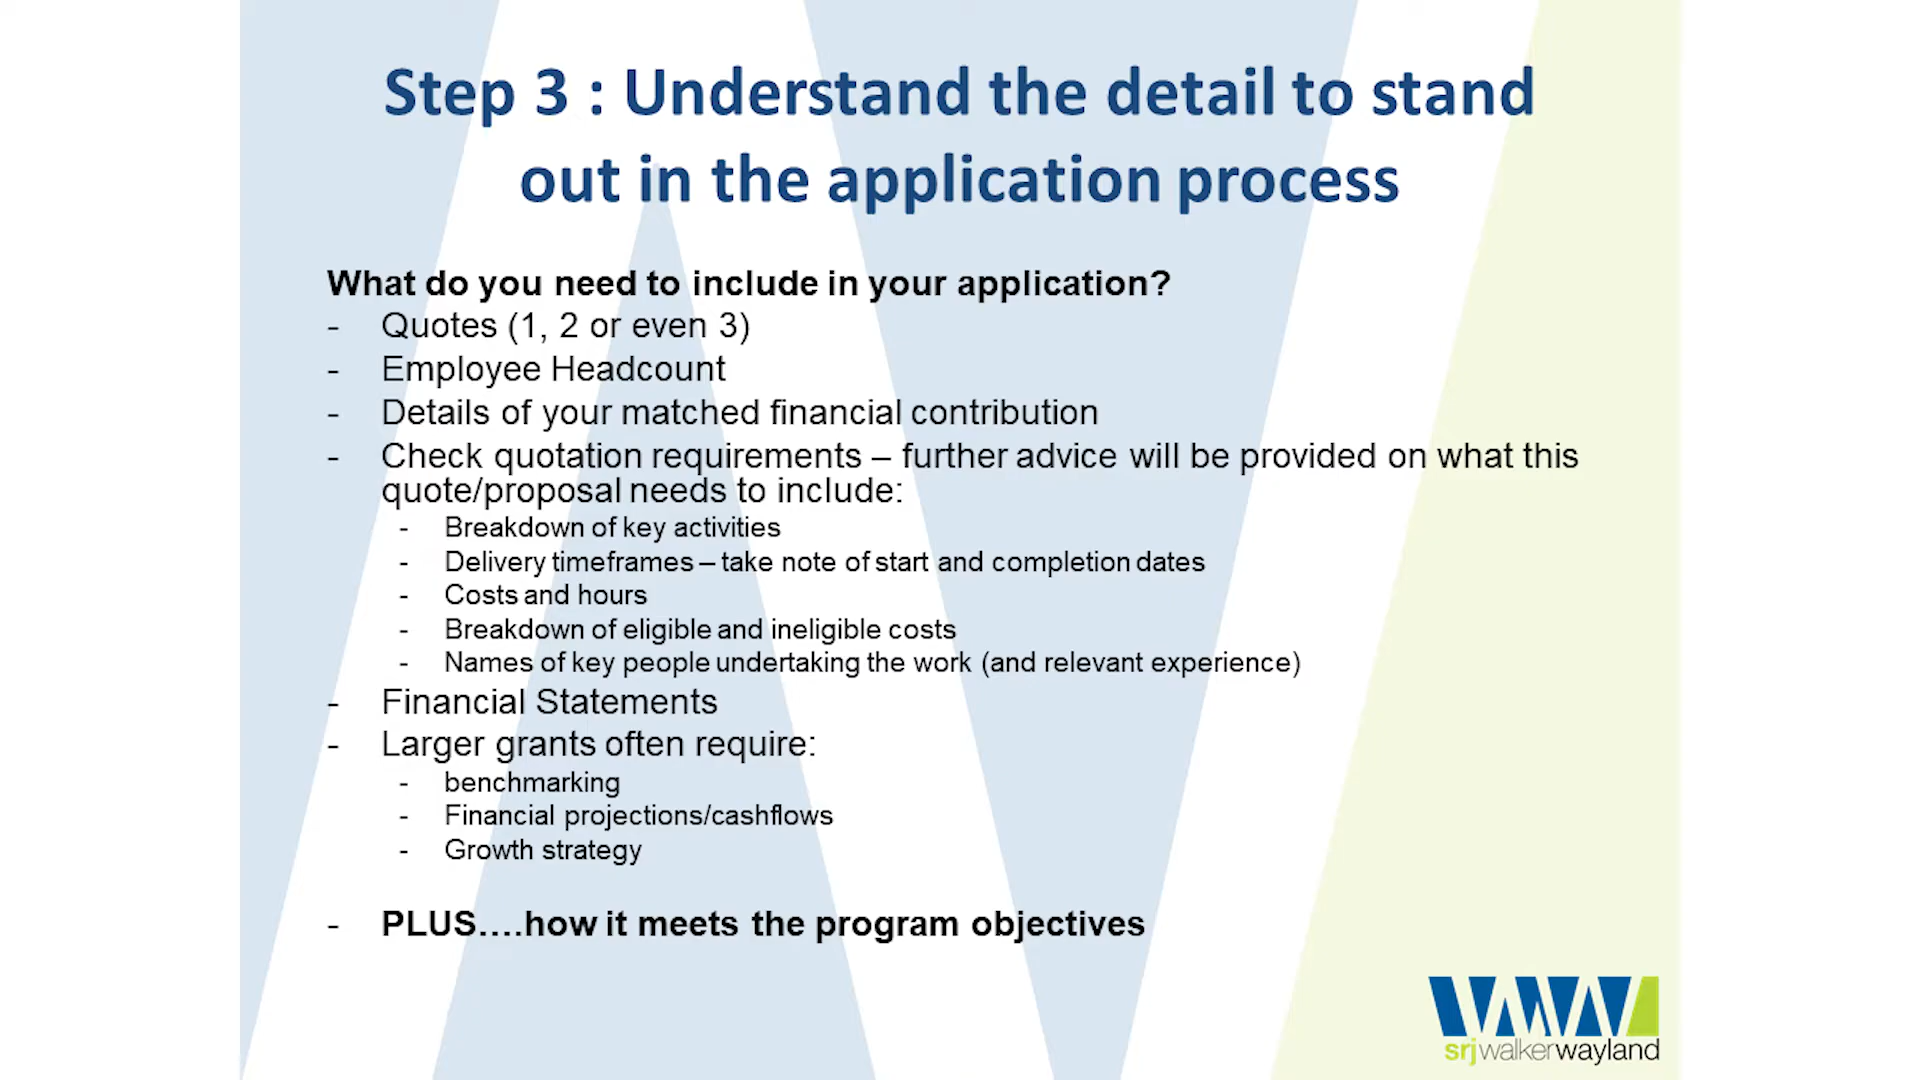 Step 3 : Understand the detail to stand
out in the application process
What do you need to include in your application?
- Quotes (1, 2 or even 3)
- Employee Headcount
- Details of your matched financial contribution
- Check quotation requirements – further advice will be provided on what this
quote/proposal needs to include:
- Breakdown of key activities
- Delivery timeframes – take note of start and completion dates
- Costs and hours
- Breakdown of eligible and ineligible costs
- Names of key people undertaking the work (and relevant experience)
- Financial Statements
- Larger grants often require:
- benchmarking
- Financial projections/cashflows
- Growth strategy
- PLUS….how it meets the program objectives
srjwalkerwayland